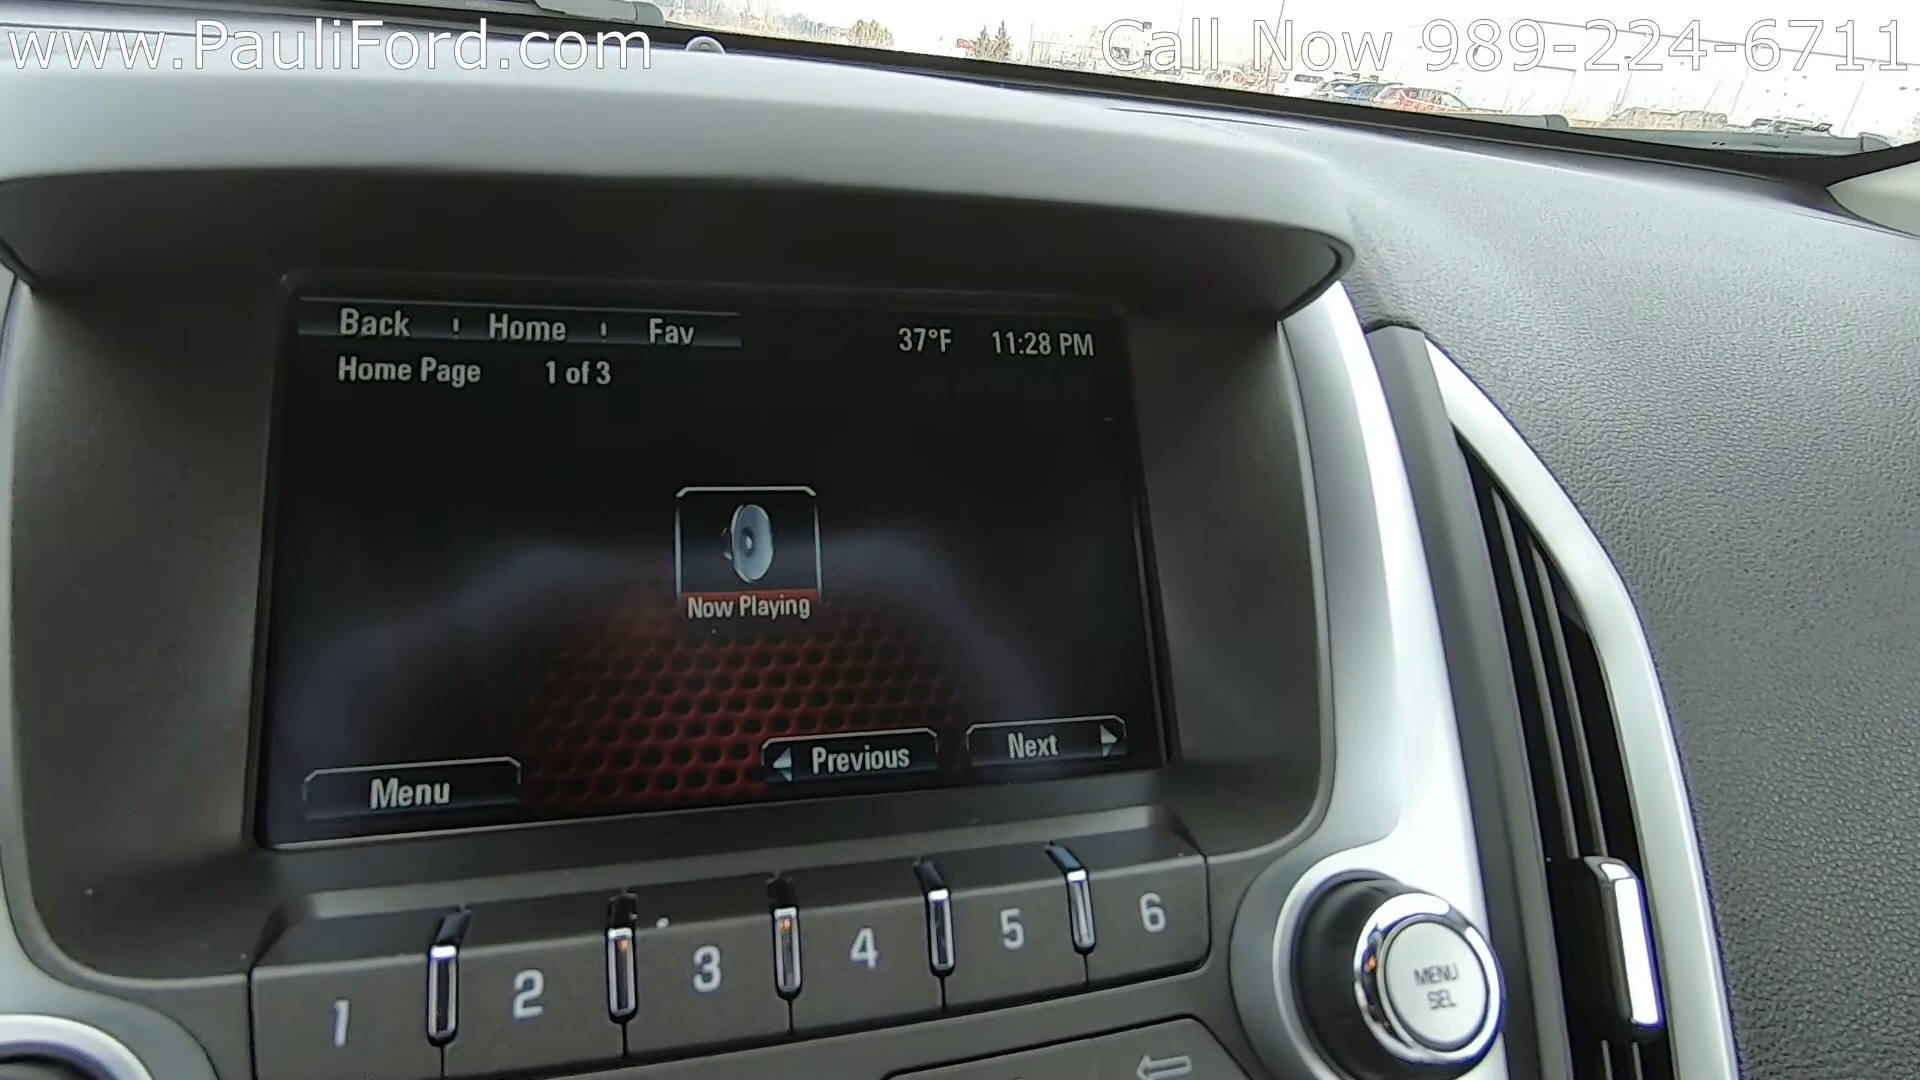 www.PauliFord.com
Call Now 989-224-6711
Back Home Fav
37°F 11:28 PM
Home Page 1 of 3
Now Playing
Menu
Previous
Next
1 2 3 4 5 6
MENU
SEL